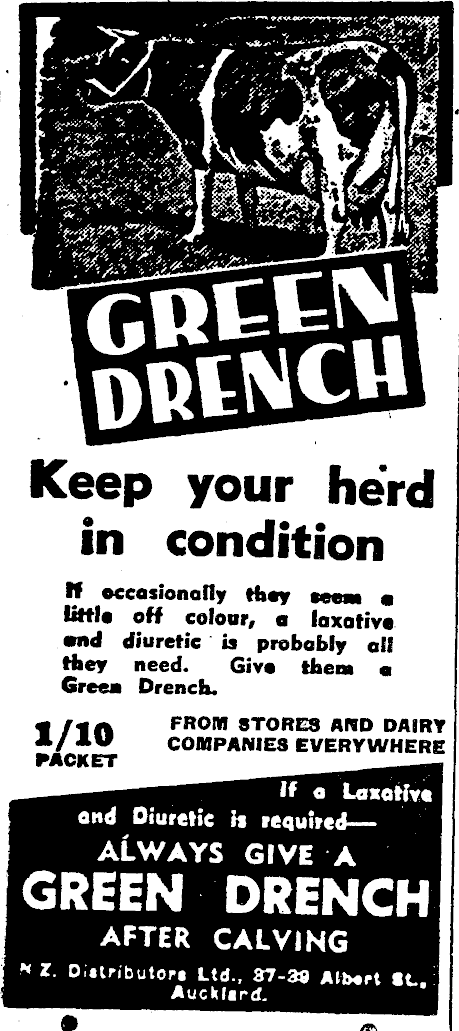 GREEN
DRENCH
Keep your herd
in condition
If occasionally they seem a
little off colour, a laxative
and diuretic is probably all
they need. Give them a
Green Drench.
1/10
PACKET
FROM STORES AND DAIRY
COMPANIES EVERYWHERE
If a Laxative
and Diuretic is required—
ALWAYS GIVE A
GREEN DRENCH
AFTER CALVING
N Z. Distributors Ltd., 37-39 Albert St.,
Auckland.